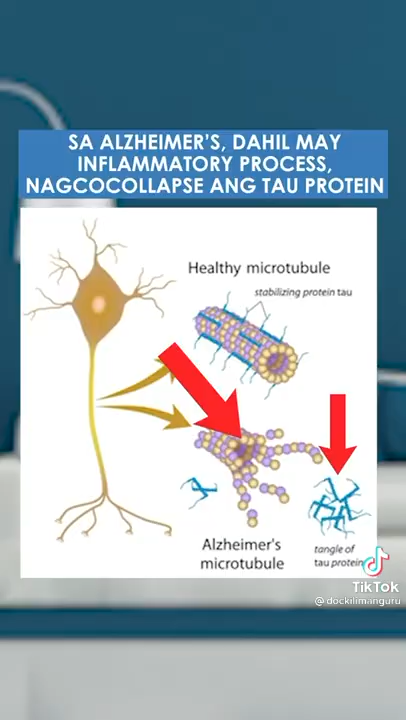 SA ALZHEIMER'S, DAHIL MAY
INFLAMMATORY PROCESS,
NAGCOCOLLAPSE ANG TAU PROTEIN
Healthy microtubule
stabilizing protein tau
Alzheimer's
microtubule
tangle of
tau protein
TikTok
@dockilimanguru